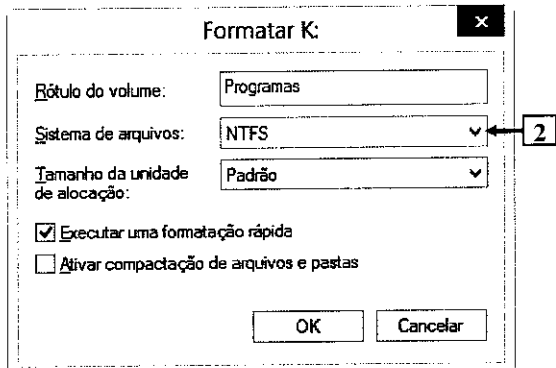 Formatar K:
Rótulo do volume: Programas
Sistema de arquivos: NTFS 2
Tamanho da unidade de alocação: Padrão
Executar uma formatação rápida
Ativar compactação de arquivos e pastas
OK Cancelar